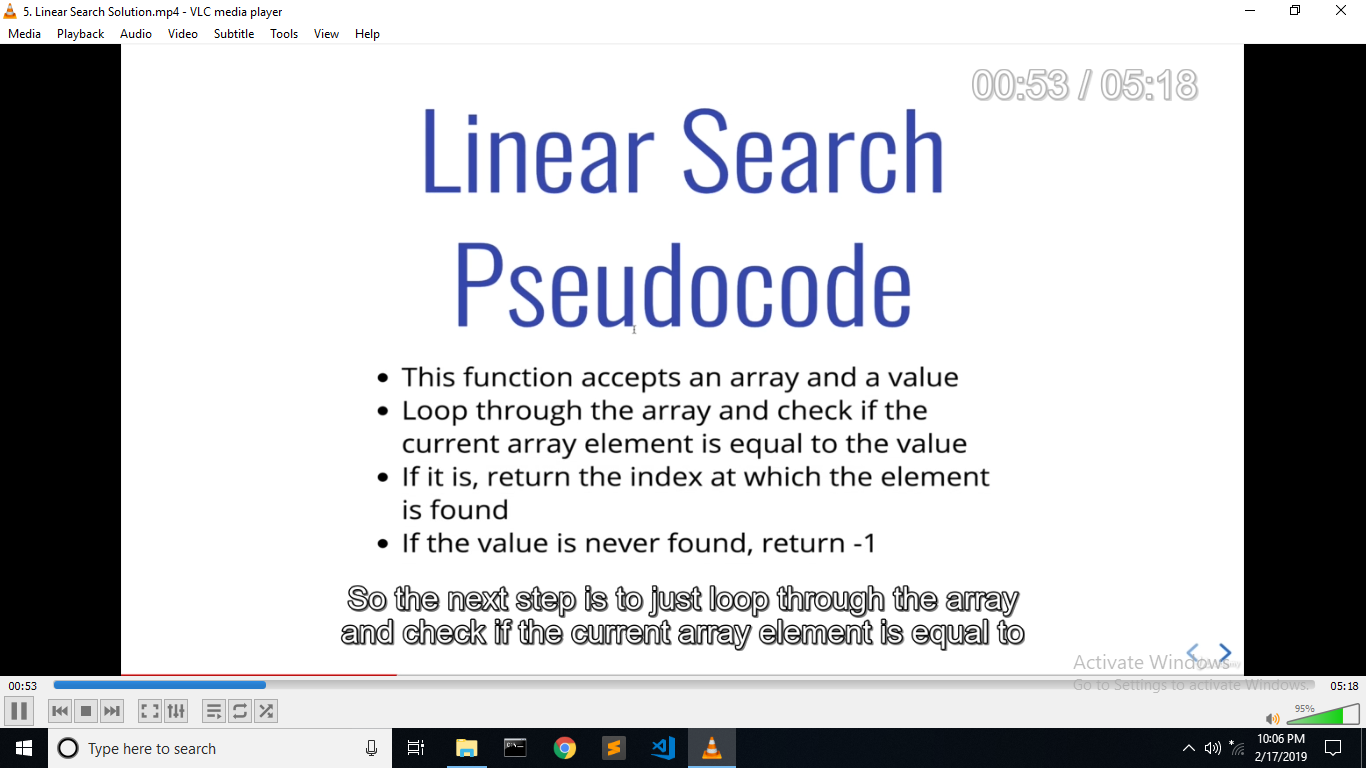 5. Linear Search Solution.mp4 - VLC media player
Media Playback Audio Video Subtitle Tools View Help
00:53 / 05:18
Linear Search
Pseudocode
• This function accepts an array and a value
• Loop through the array and check if the
current array element is equal to the value
• If it is, return the index at which the element
is found
• If the value is never found, return -1
So the next step is to just loop through the array
and check if the current array element is equal to
Activate Windows
Go to Settings to activate Windows.
00:53
05:18
95%
Type here to search
10:06 PM
2/17/2019